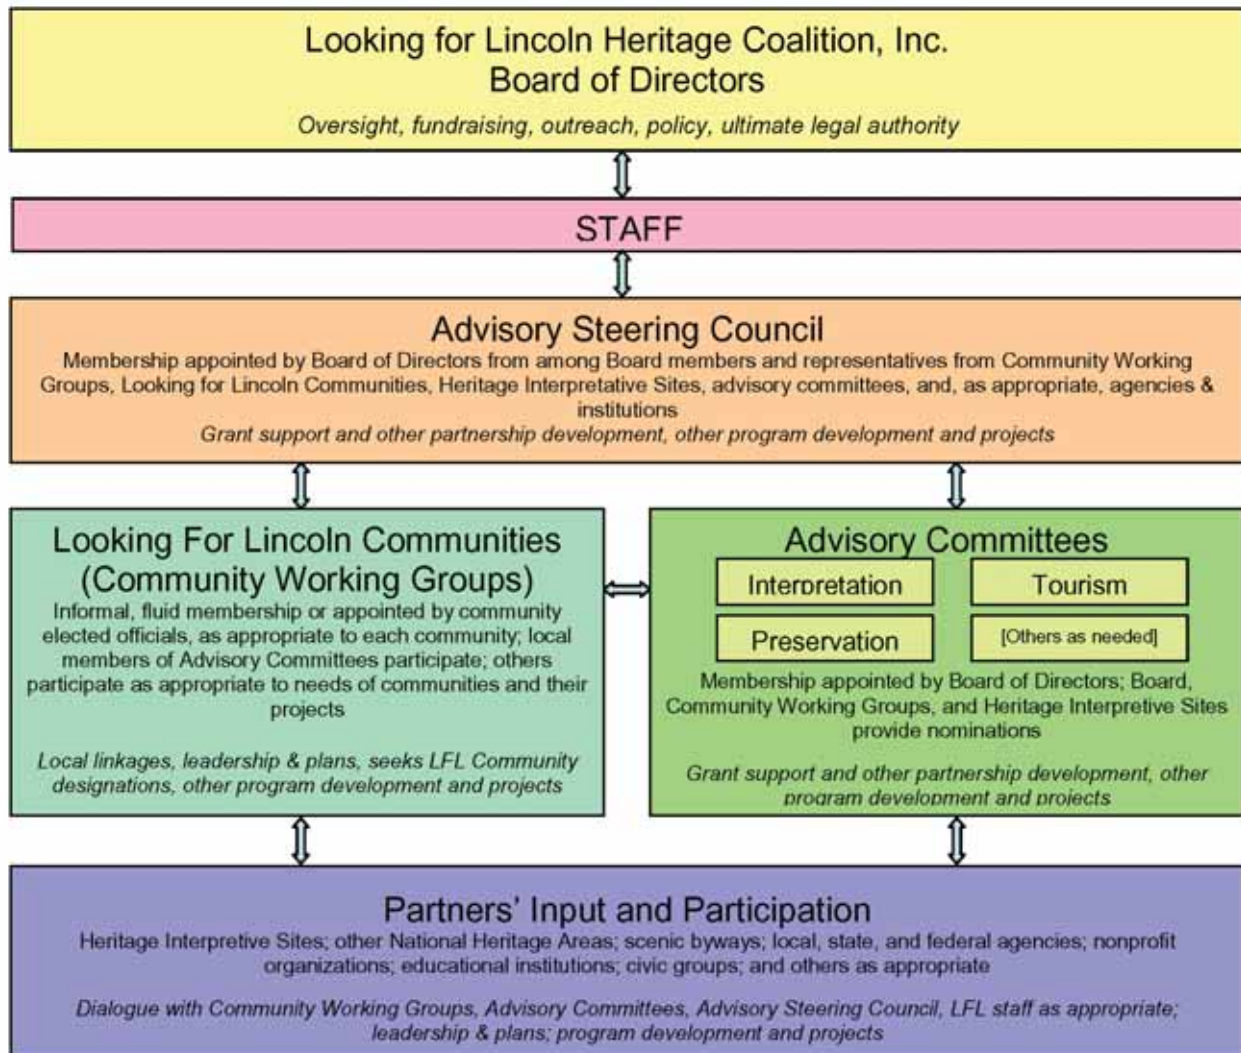 Looking for Lincoln Heritage Coalition, Inc.
Board of Directors
Oversight, fundraising, outreach, policy, ultimate legal authority
STAFF
Advisory Steering Council
Membership appointed by Board of Directors from among Board members and representatives from Community Working
Groups, Looking for Lincoln Communities, Heritage Interpretative Sites, advisory committees, and, as appropriate, agencies &
institutions
Grant support and other partnership development, other program development and projects
Looking For Lincoln Communities
(Community Working Groups)
Informal, fluid membership or appointed by community
elected officials, as appropriate to each community; local
members of Advisory Committees participate; others
participate as appropriate to needs of communities and their
projects
Local linkages, leadership & plans, seeks LFL Community
designations, other program development and projects
Advisory Committees
Interpretation
Tourism
Preservation
[Others as needed]
Membership appointed by Board of Directors; Board,
Community Working Groups, and Heritage Interpretive Sites
provide nominations
Grant support and other partnership development, other
program development and projects
Partners' Input and Participation
Heritage Interpretive Sites; other National Heritage Areas; scenic byways; local, state, and federal agencies; nonprofit
organizations; educational institutions; civic groups; and others as appropriate
Dialogue with Community Working Groups, Advisory Committees, Advisory Steering Council, LFL staff as appropriate;
leadership & plans; program development and projects